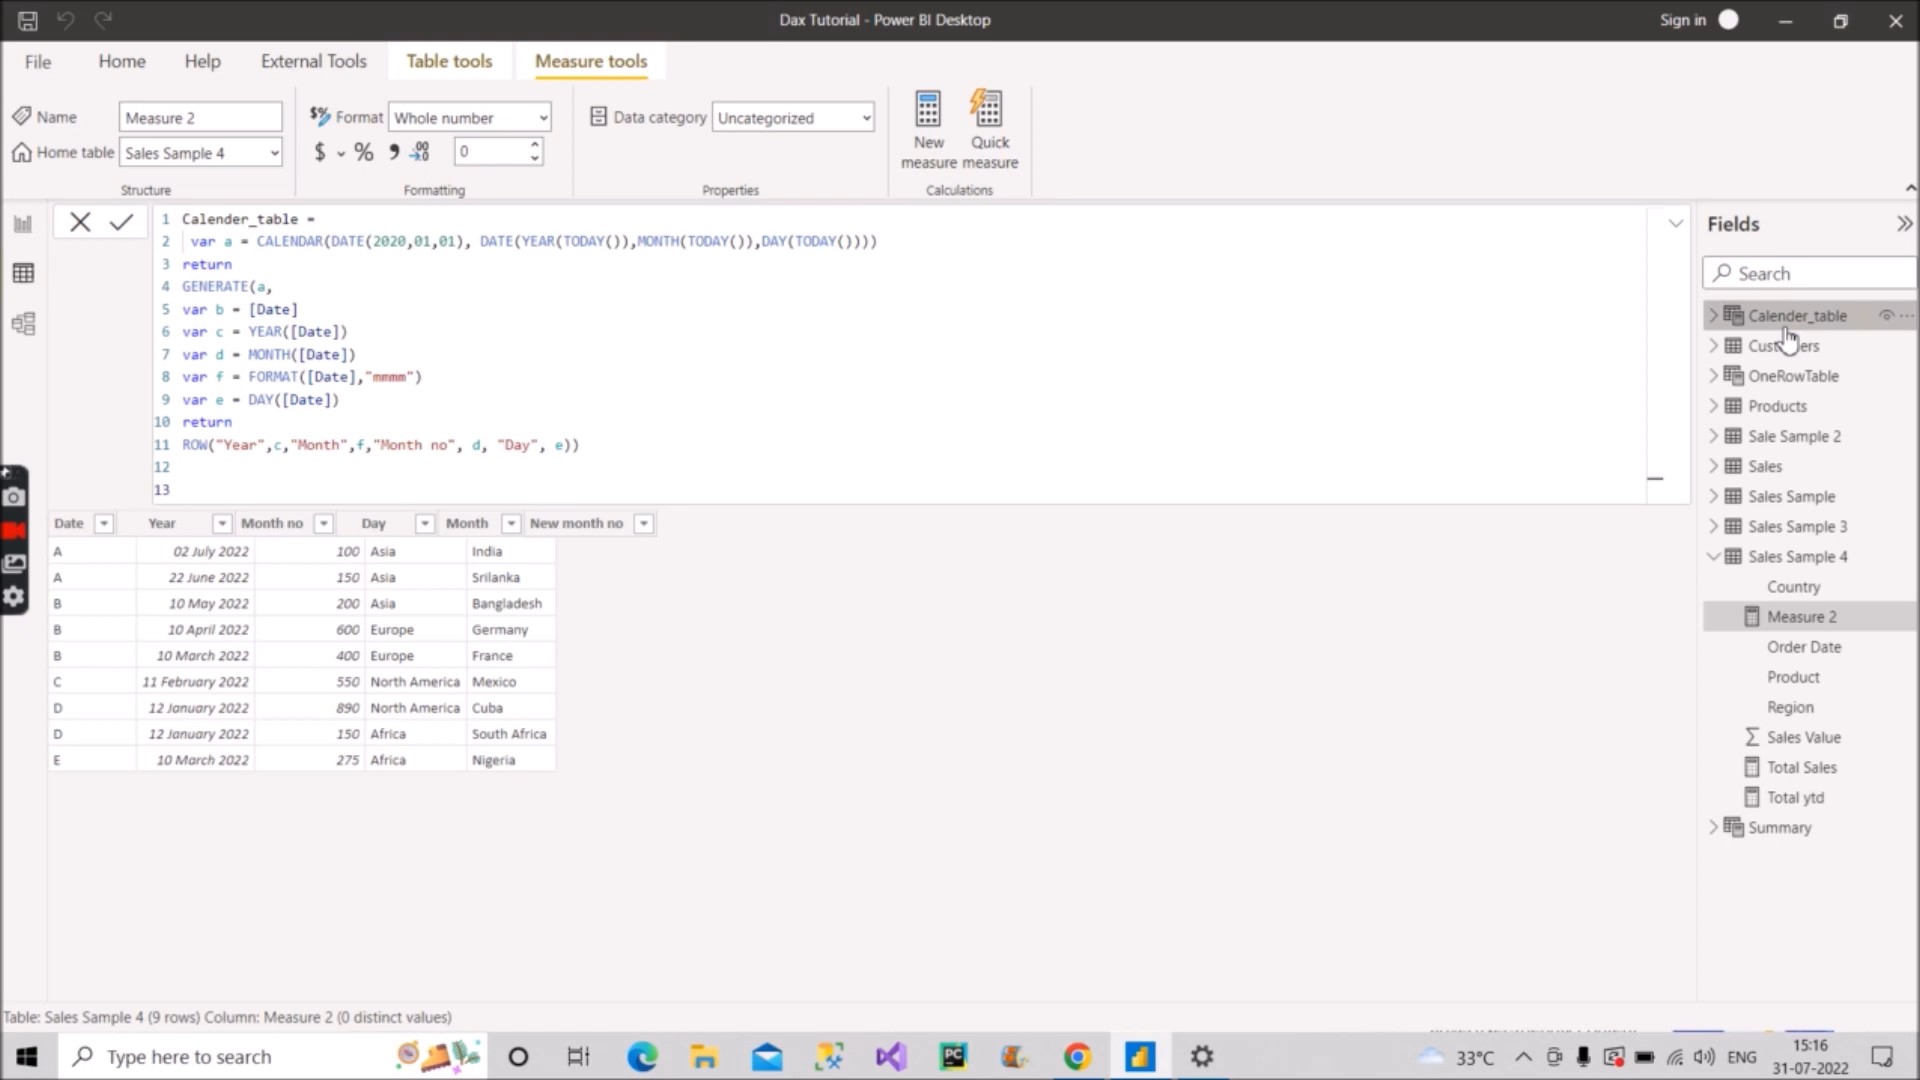 Dax Tutorial - Power BI Desktop
Sign in
File Home Help External Tools Table tools Measure tools
Name Measure 2
Home table Sales Sample 4
Structure
Format Whole number
$ % 0
Formatting
Data category Uncategorized
Properties
New measure
Quick measure
Calculations
1 Calender_table =
2 var a = CALENDAR(DATE(2020,01,01), DATE(YEAR(TODAY()),MONTH(TODAY()),DAY(TODAY())))
3 return
4 GENERATE(a,
5 var b = [Date]
6 var c = YEAR([Date])
7 var d = MONTH([Date])
8 var f = FORMAT([Date],"mmmm")
9 var e = DAY([Date])
10 return
11 ROW("Year",c,"Month",f,"Month no", d, "Day", e))
12
13
Date Year Month no Day Month New month no
A 02 July 2022 100 Asia India
A 22 June 2022 150 Asia Srilanka
B 10 May 2022 200 Asia Bangladesh
B 10 April 2022 600 Europe Germany
B 10 March 2022 400 Europe France
C 11 February 2022 550 North America Mexico
D 12 January 2022 890 North America Cuba
D 12 January 2022 150 Africa South Africa
E 10 March 2022 275 Africa Nigeria
Fields
Search
Calender_table
Customers
OneRowTable
Products
Sale Sample 2
Sales
Sales Sample
Sales Sample 3
Sales Sample 4
Country
Measure 2
Order Date
Product
Region
Sales Value
Total Sales
Total ytd
Summary
Table: Sales Sample 4 (9 rows) Column: Measure 2 (0 distinct values)
Type here to search
33°C
ENG
15:16
31-07-2022